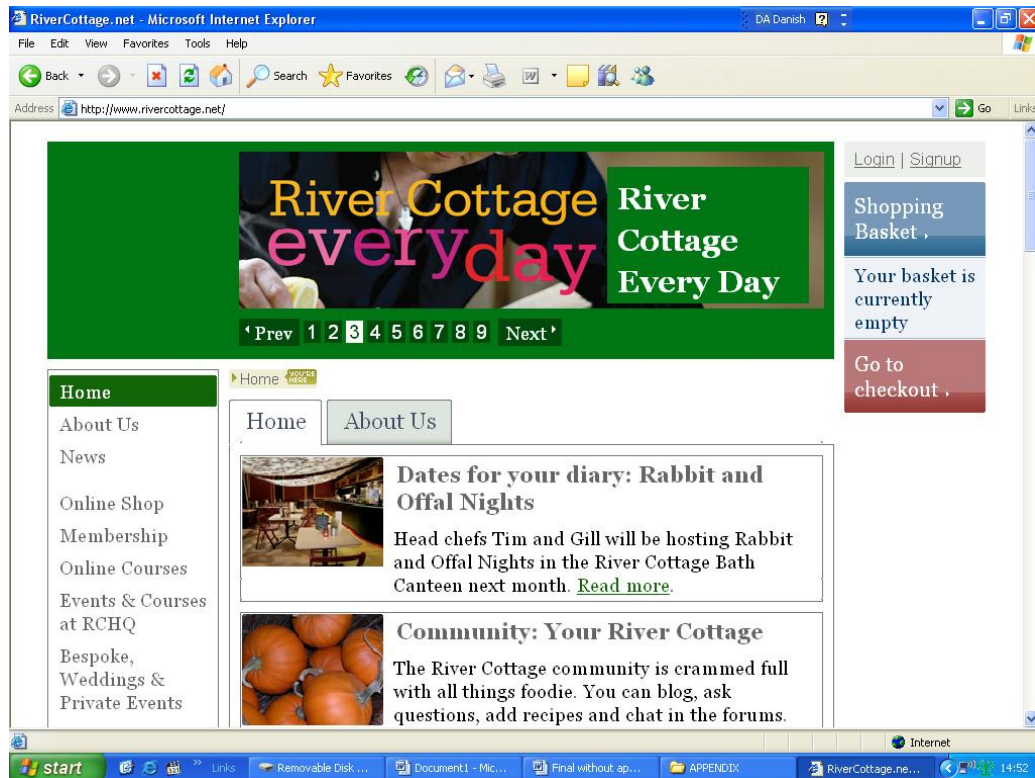 RiverCottage.net - Microsoft Internet Explorer
DA Danish
File Edit View Favorites Tools Help
Back Search Favorites
Address http://www.rivercottage.net/ Go Links
River Cottage
everyday
River
Cottage
Every Day
Prev 1 2 3 4 5 6 7 8 9 Next
Login | Signup
Shopping
Basket
Your basket is
currently
empty
Go to
checkout
Home
About Us
News
Online Shop
Membership
Online Courses
Events & Courses
at RCHQ
Bespoke,
Weddings &
Private Events
Home YOU'RE HERE
Home About Us
Dates for your diary: Rabbit and
Offal Nights
Head chefs Tim and Gill will be hosting Rabbit
and Offal Nights in the River Cottage Bath
Canteen next month. Read more.
Community: Your River Cottage
The River Cottage community is crammed full
with all things foodie. You can blog, ask
questions, add recipes and chat in the forums.
Internet
start Links Removable Disk ... Document1 - Mic... Final without ap... APPENDIX RiverCottage.ne... 14:52